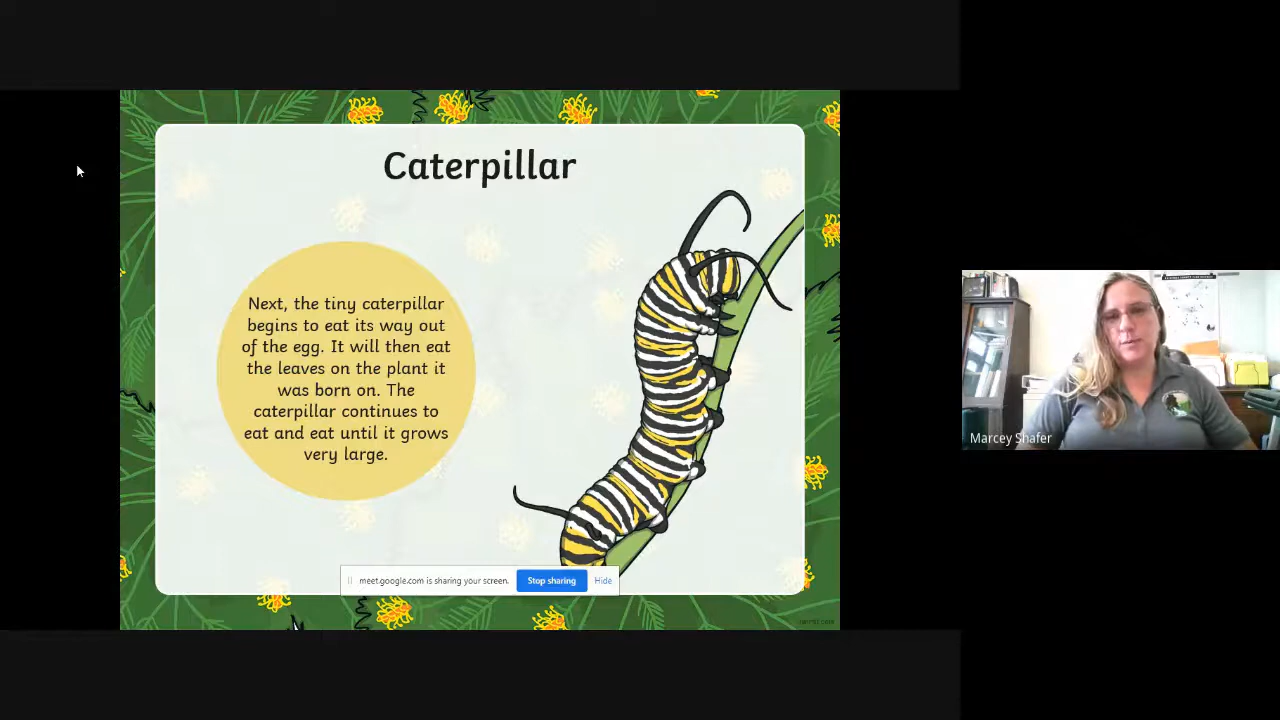 Caterpillar
Next, the tiny caterpillar
begins to eat its way out
of the egg. It will then eat
the leaves on the plant it
was born on. The
caterpillar continues to
eat and eat until it grows
very large.
meet.google.com is sharing your screen.
Stop sharing
Hide
Marcey Shafer